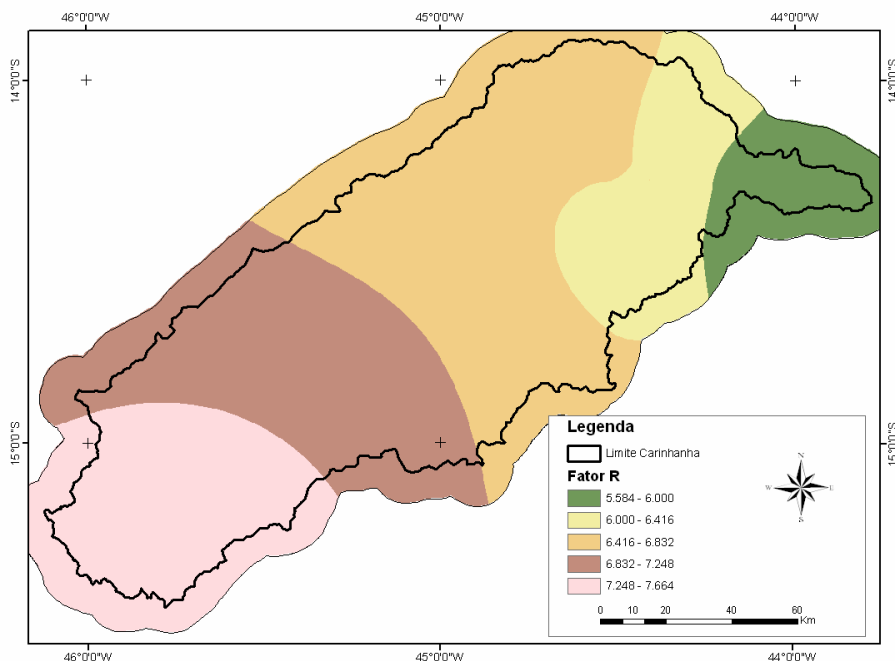 46°0'0"W 45°0'0"W 44°0'0"W
14°0'0"S 14°0'0"S
15°0'0"S 15°0'0"S
Legenda
Limite Carinhanha
Fator R
5.584 - 6.000
6.000 - 6.416
6.416 - 6.832
6.832 - 7.248
7.248 - 7.664
N
W E
S
0 10 20 40 60
Km
46°0'0"W 45°0'0"W 44°0'0"W